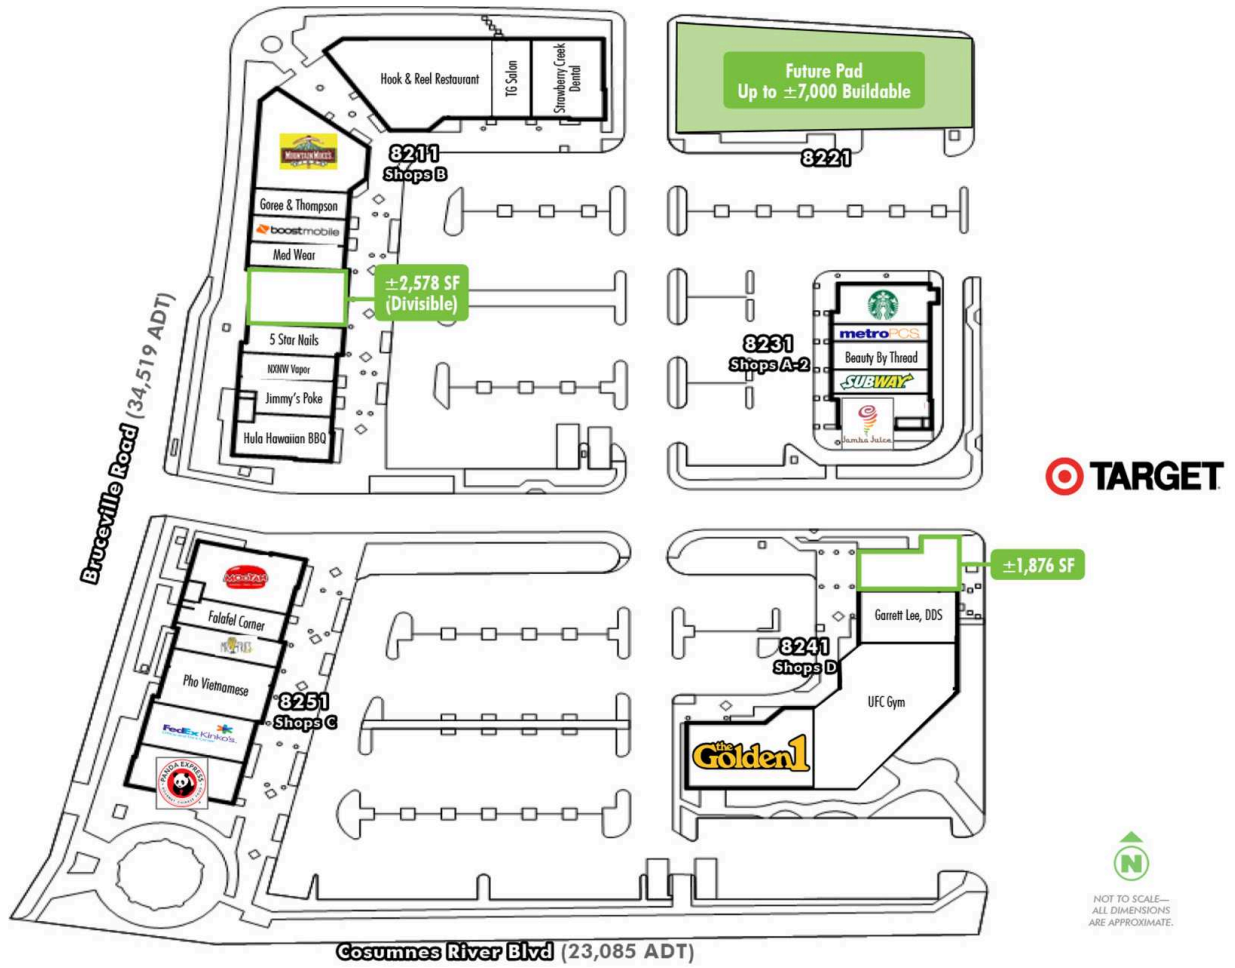 Hook & Reel Restaurant
TG Salon
Strawberry Creek
Dental
Future Pad
Up to ±7,000 Buildable
8221
MOUNTAIN MIKE'S
8211
Shops B
Goree & Thompson
boostmobile
Med Wear
±2,578 SF
(Divisible)
5 Star Nails
NXNW Vapor
Jimmy's Poke
Hula Hawaiian BBQ
Bruceville Road (34,519 ADT)
8231
Shops A-2
metroPCS
Beauty By Thread
SUBWAY
Jamba Juice
TARGET
±1,876 SF
Garrett Lee, DDS
8241
Shops D
UFC Gym
the Golden1
Falafel Corner
Pho Vietnamese
8251
Shops C
FedEx Kinko's
PANDA EXPRESS
Cosumnes River Blvd (23,085 ADT)
N
NOT TO SCALE—
ALL DIMENSIONS
ARE APPROXIMATE.